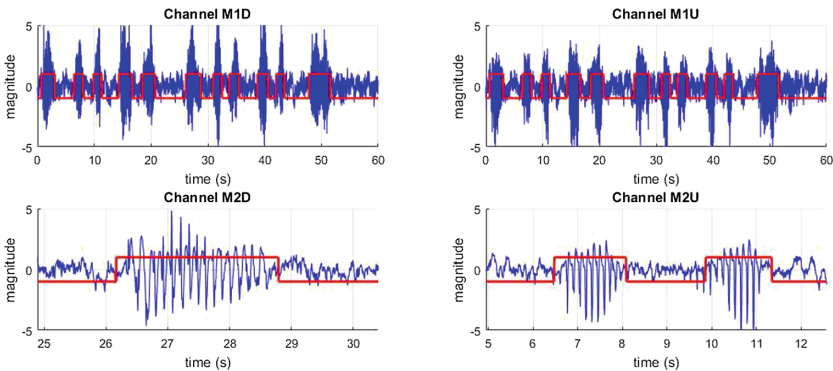 Channel M1D
5
0
-5
magnitude
0 10 20 30 40 50 60
time (s)
Channel M1U
5
0
-5
magnitude
0 10 20 30 40 50 60
time (s)
Channel M2D
5
0
-5
magnitude
25 26 27 28 29 30
time (s)
Channel M2U
5
0
-5
magnitude
5 6 7 8 9 10 11 12
time (s)